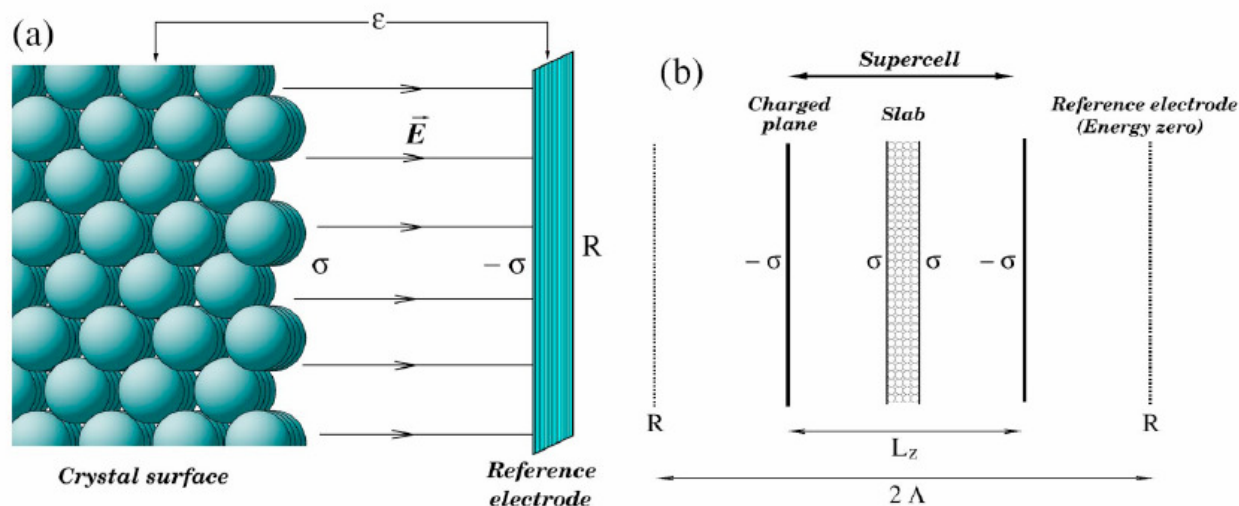 (a)
ε
E
R
σ
− σ
Crystal surface
Reference
electrode
(b)
Supercell
Charged
plane
Slab
Reference electrode
(Energy zero)
− σ
σ
σ
− σ
R
R
L_z
2 Λ